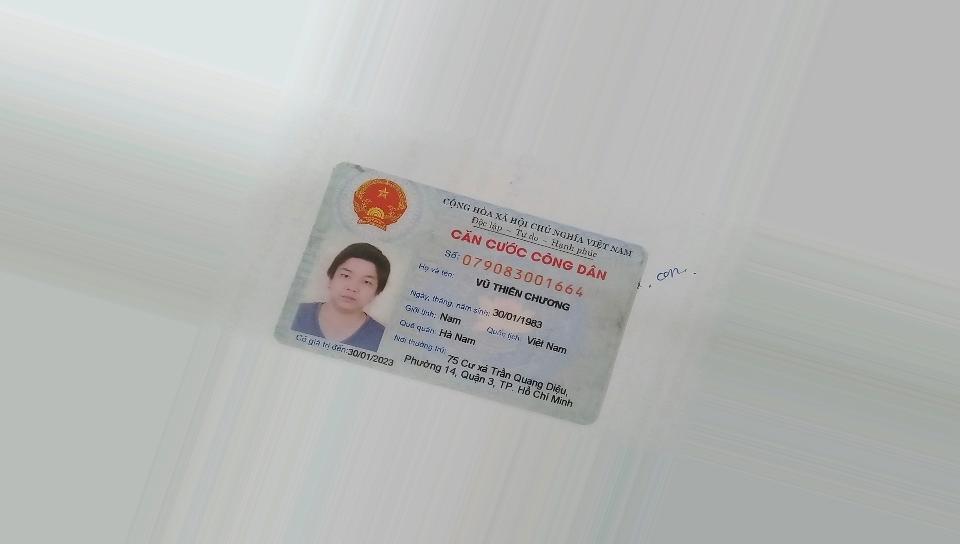 CỘNG HÒA XÃ HỘI CHỦ NGHĨA VIỆT NAM
Độc lập - Tự do - Hạnh phúc
CĂN CƯỚC CÔNG DÂN
Số: 079083001664
Họ và tên:
VŨ THIÊN CHƯƠNG
Ngày, tháng, năm sinh: 30/01/1983
Giới tính: Nam Quốc tịch: Việt Nam
Quê quán: Hà Nam
Nơi thường trú: 75 Cư xá Trần Quang Diệu,
Phường 14, Quận 3, TP. Hồ Chí Minh
Có giá trị đến: 30/01/2023